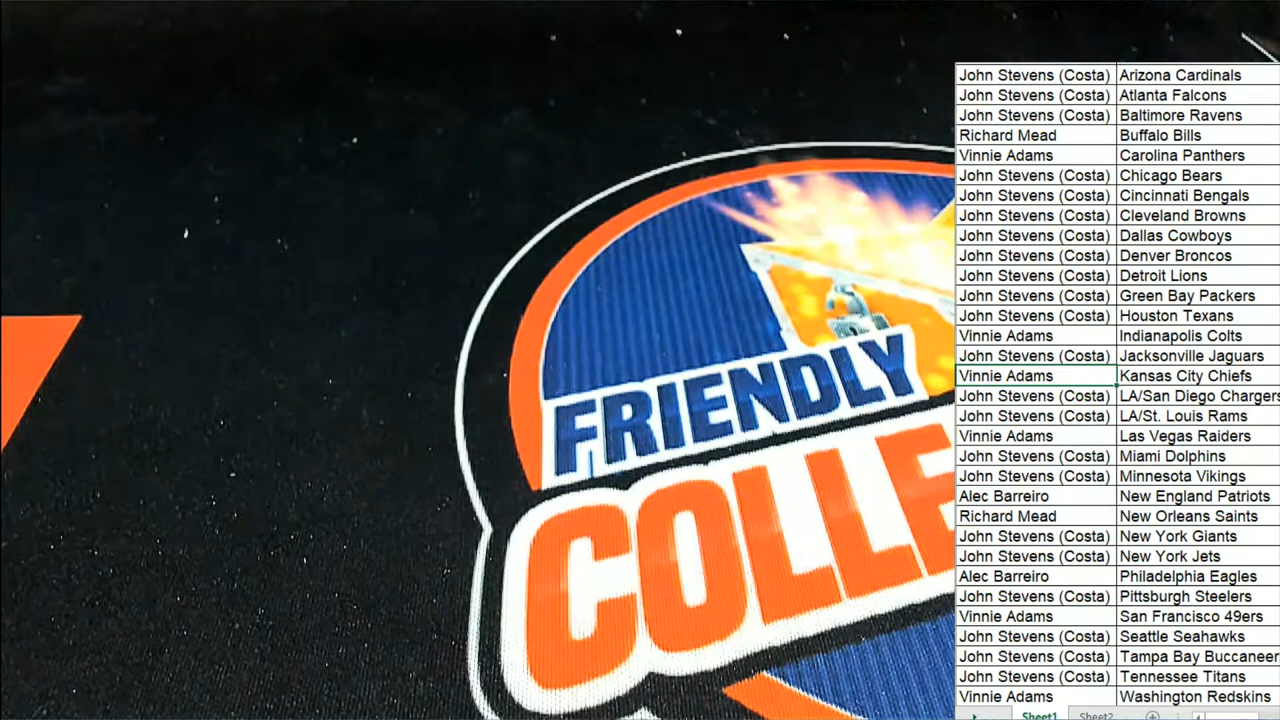 FRIENDLY
COLLE
John Stevens (Costa) Arizona Cardinals
John Stevens (Costa) Atlanta Falcons
John Stevens (Costa) Baltimore Ravens
Richard Mead Buffalo Bills
Vinnie Adams Carolina Panthers
John Stevens (Costa) Chicago Bears
John Stevens (Costa) Cincinnati Bengals
John Stevens (Costa) Cleveland Browns
John Stevens (Costa) Dallas Cowboys
John Stevens (Costa) Denver Broncos
John Stevens (Costa) Detroit Lions
John Stevens (Costa) Green Bay Packers
John Stevens (Costa) Houston Texans
Vinnie Adams Indianapolis Colts
John Stevens (Costa) Jacksonville Jaguars
Vinnie Adams Kansas City Chiefs
John Stevens (Costa) LA/San Diego Chargers
John Stevens (Costa) LA/St. Louis Rams
Vinnie Adams Las Vegas Raiders
John Stevens (Costa) Miami Dolphins
John Stevens (Costa) Minnesota Vikings
Alec Barreiro New England Patriots
Richard Mead New Orleans Saints
John Stevens (Costa) New York Giants
John Stevens (Costa) New York Jets
Alec Barreiro Philadelphia Eagles
John Stevens (Costa) Pittsburgh Steelers
Vinnie Adams San Francisco 49ers
John Stevens (Costa) Seattle Seahawks
John Stevens (Costa) Tampa Bay Buccaneer
John Stevens (Costa) Tennessee Titans
Vinnie Adams Washington Redskins
Sheet1 Sheet2